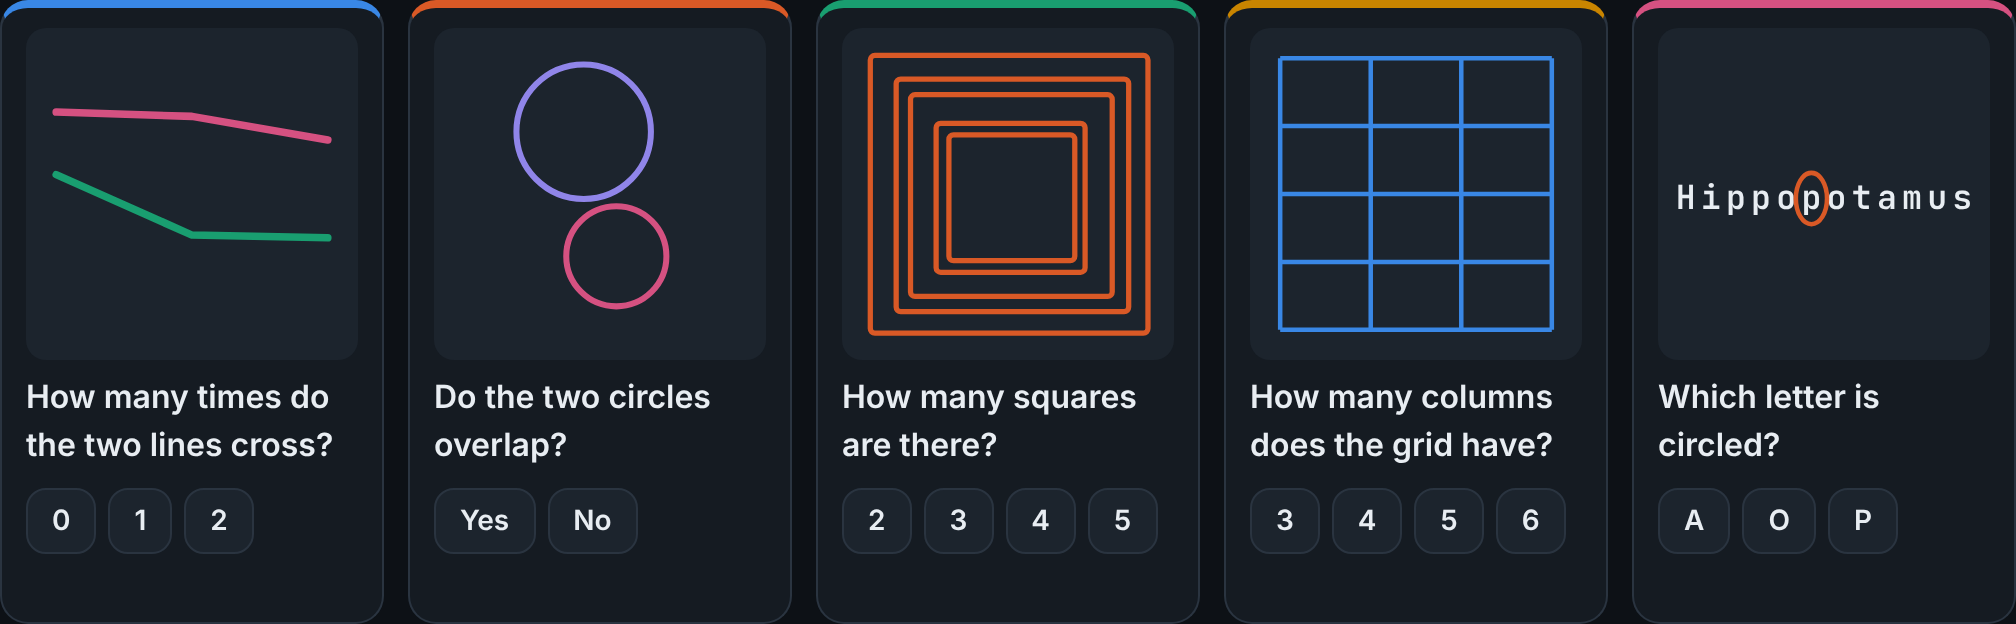 How many times do
the two lines cross?
0 1 2
Do the two circles
overlap?
Yes No
How many squares
are there?
2 3 4 5
How many columns
does the grid have?
3 4 5 6
Hippopotamus
Which letter is
circled?
A O P